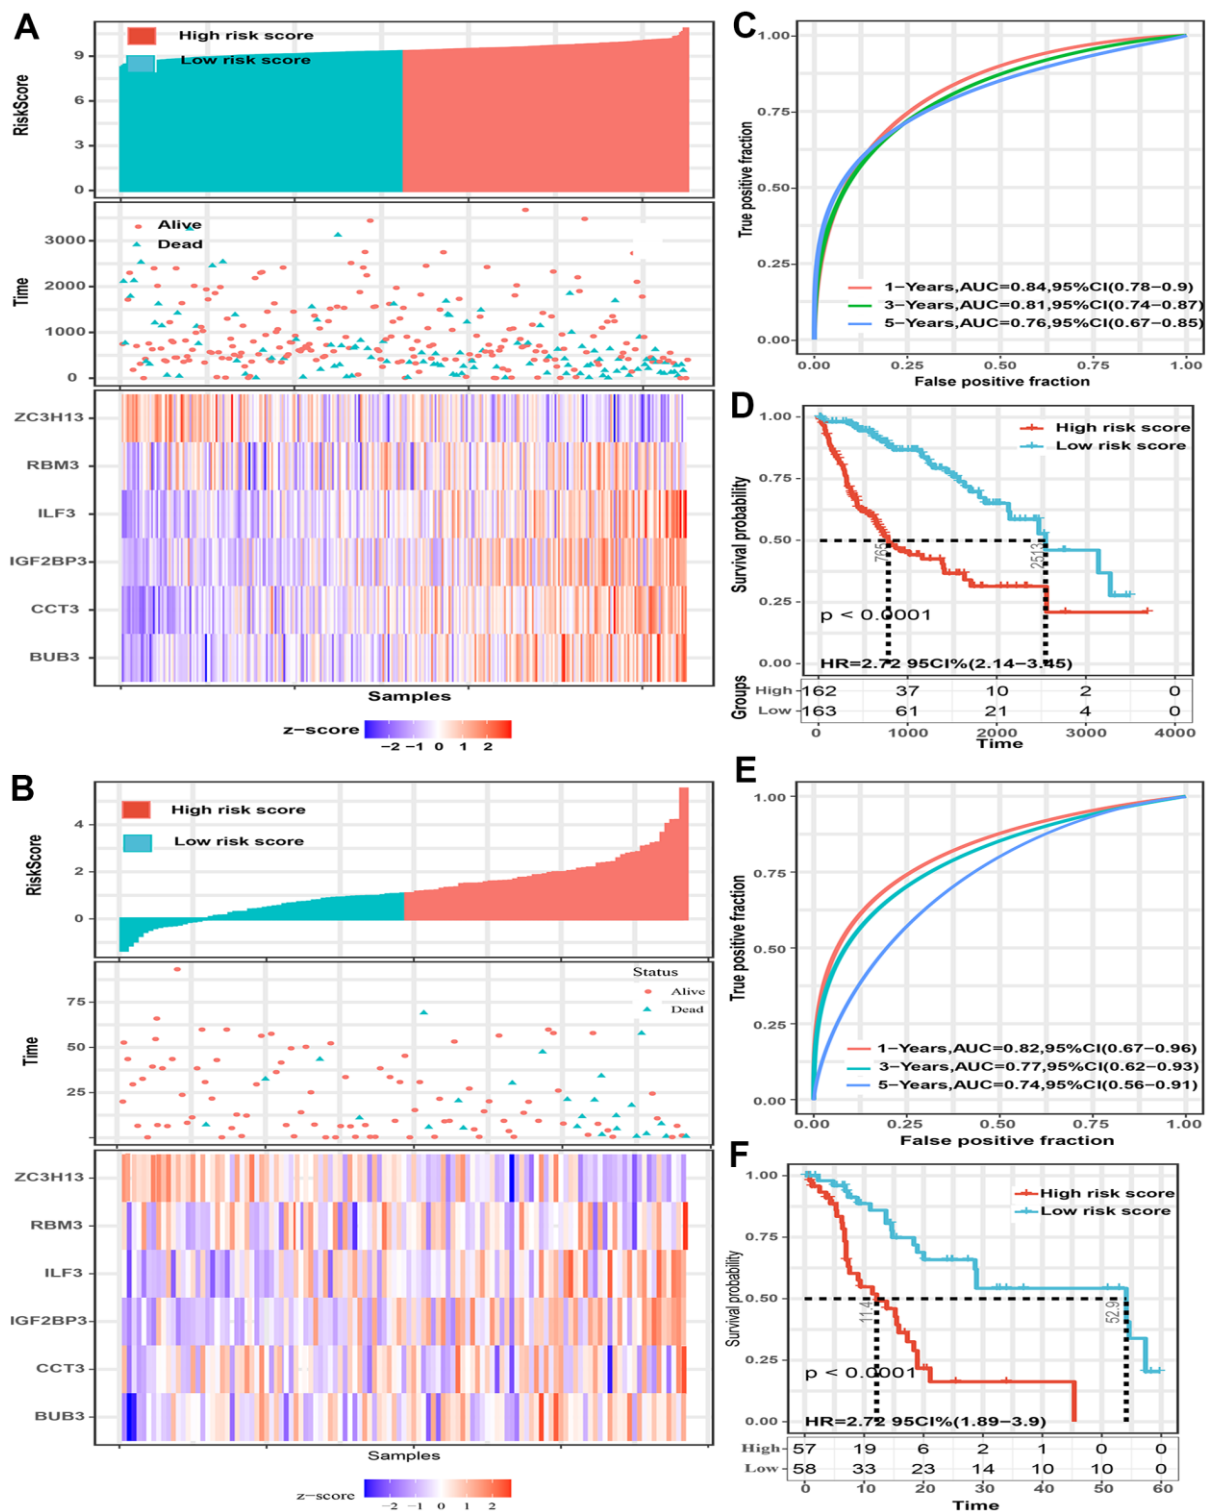 A
High risk score
Low risk score
RiskScore
9
6
3
0
Alive
Dead
Time
3000
2000
1000
0
ZC3H13
RBM3
ILF3
IGF2BP3
CCT3
BUB3
Samples
z-score
-2 -1 0 1 2
B
High risk score
Low risk score
RiskScore
4
2
0
Status
Alive
Dead
Time
75
50
25
ZC3H13
RBM3
ILF3
IGF2BP3
CCT3
BUB3
Samples
z-score
-2 -1 0 1 2
C
True positive fraction
1.00
0.75
0.50
0.25
0.00
1-Years,AUC=0.84,95%CI(0.78-0.9)
3-Years,AUC=0.81,95%CI(0.74-0.87)
5-Years,AUC=0.76,95%CI(0.67-0.85)
0.00 0.25 0.50 0.75 1.00
False positive fraction
D
Survival probability
1.00
0.75
0.50
0.25
0.00
High risk score
Low risk score
765
2513
p < 0.0001
HR=2.72 95CI%(2.14-3.45)
Groups
High 162 37 10 2 0
Low 163 61 21 4 0
0 1000 2000 3000 4000
Time
E
True positive fraction
1.00
0.75
0.50
0.25
0.00
1-Years,AUC=0.82,95%CI(0.67-0.96)
3-Years,AUC=0.77,95%CI(0.62-0.93)
5-Years,AUC=0.74,95%CI(0.56-0.91)
0.00 0.25 0.50 0.75 1.00
False positive fraction
F
Survival probability
1.00
0.75
0.50
0.25
0.00
High risk score
Low risk score
11.4
52.9
p < 0.0001
HR=2.72 95CI%(1.89-3.9)
High 57 19 6 2 1 0 0
Low 58 33 23 14 10 10 0
0 10 20 30 40 50 60
Time